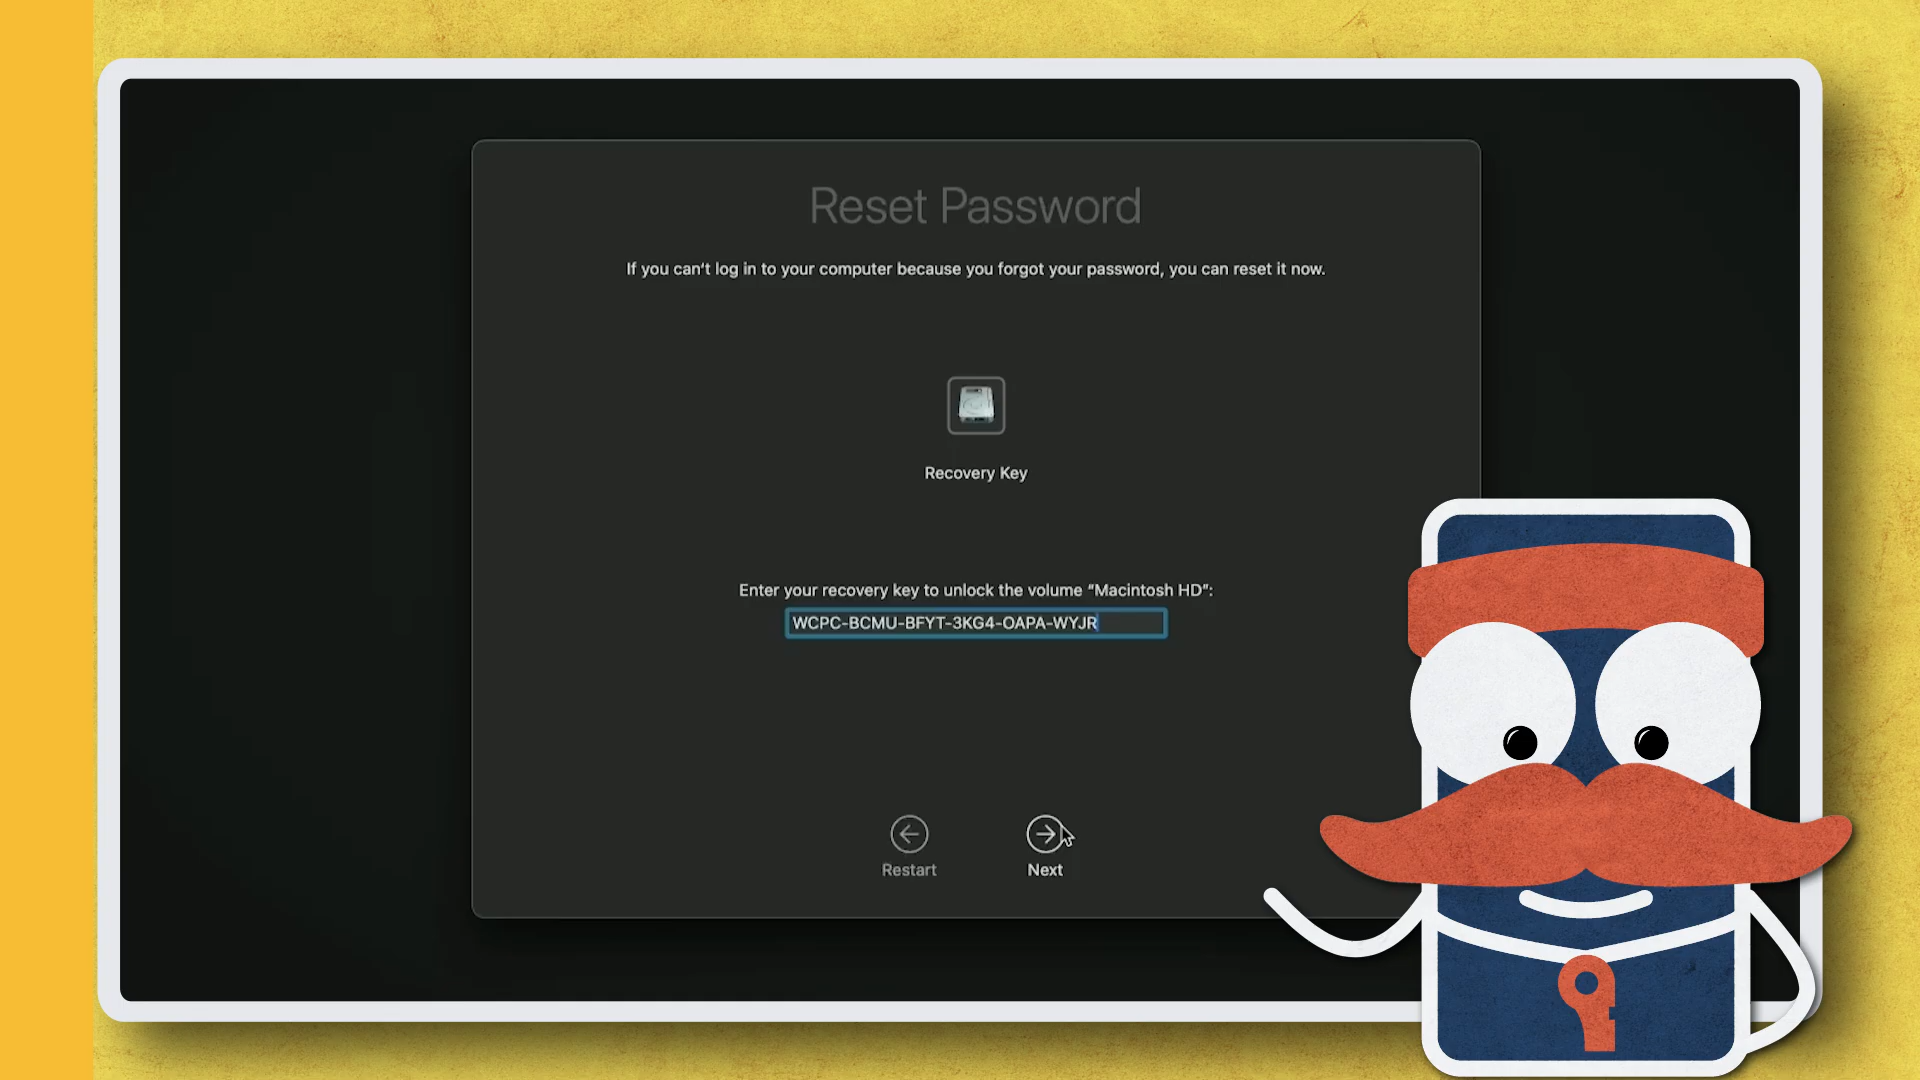 Reset Password
If you can't log in to your computer because you forgot your password, you can reset it now.
Recovery Key
Enter your recovery key to unlock the volume “Macintosh HD”:
WCPC-BCMU-BFYT-3KG4-OAPA-WYJR
Restart
Next